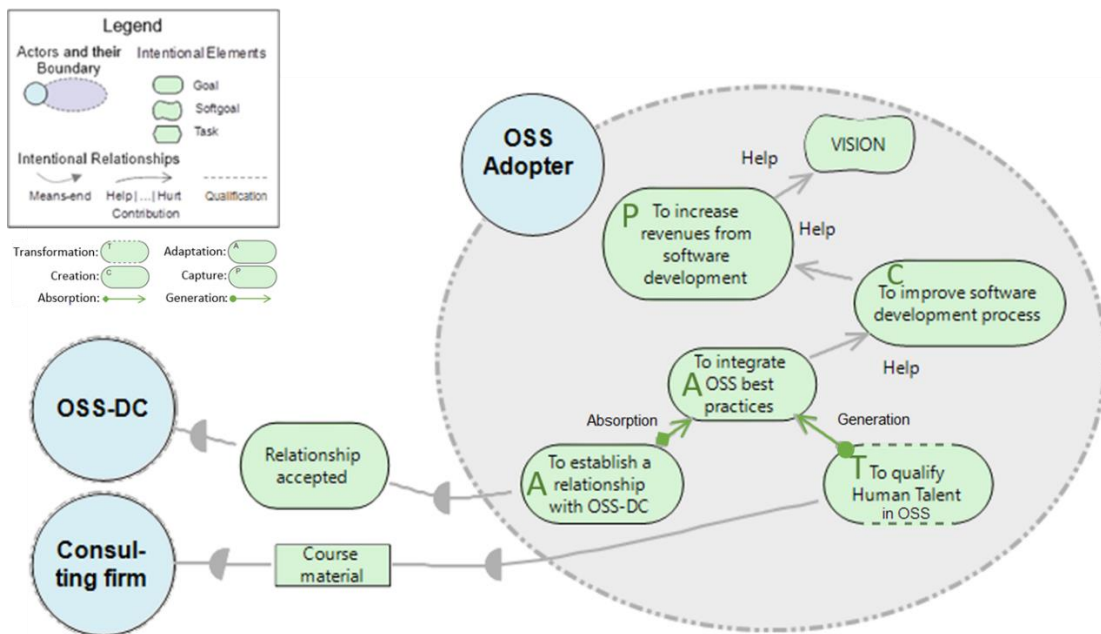 Legend
Actors and their
Boundary
Intentional Elements
Goal
Softgoal
Task
Intentional Relationships
Means-end
Help|...|Hurt
Contribution
Qualification
Transformation:
T
Adaptation:
A
Creation:
C
Capture:
P
Absorption:
Generation:
OSS
Adopter
VISION
Help
P
To increase
revenues from
software
development
Help
C
To improve software
development process
Help
A
To integrate
OSS best
practices
Absorption
Generation
A
To establish a
relationship
with OSS-DC
T
To qualify
Human Talent
in OSS
OSS-DC
Relationship
accepted
Consul-
ting firm
Course
material